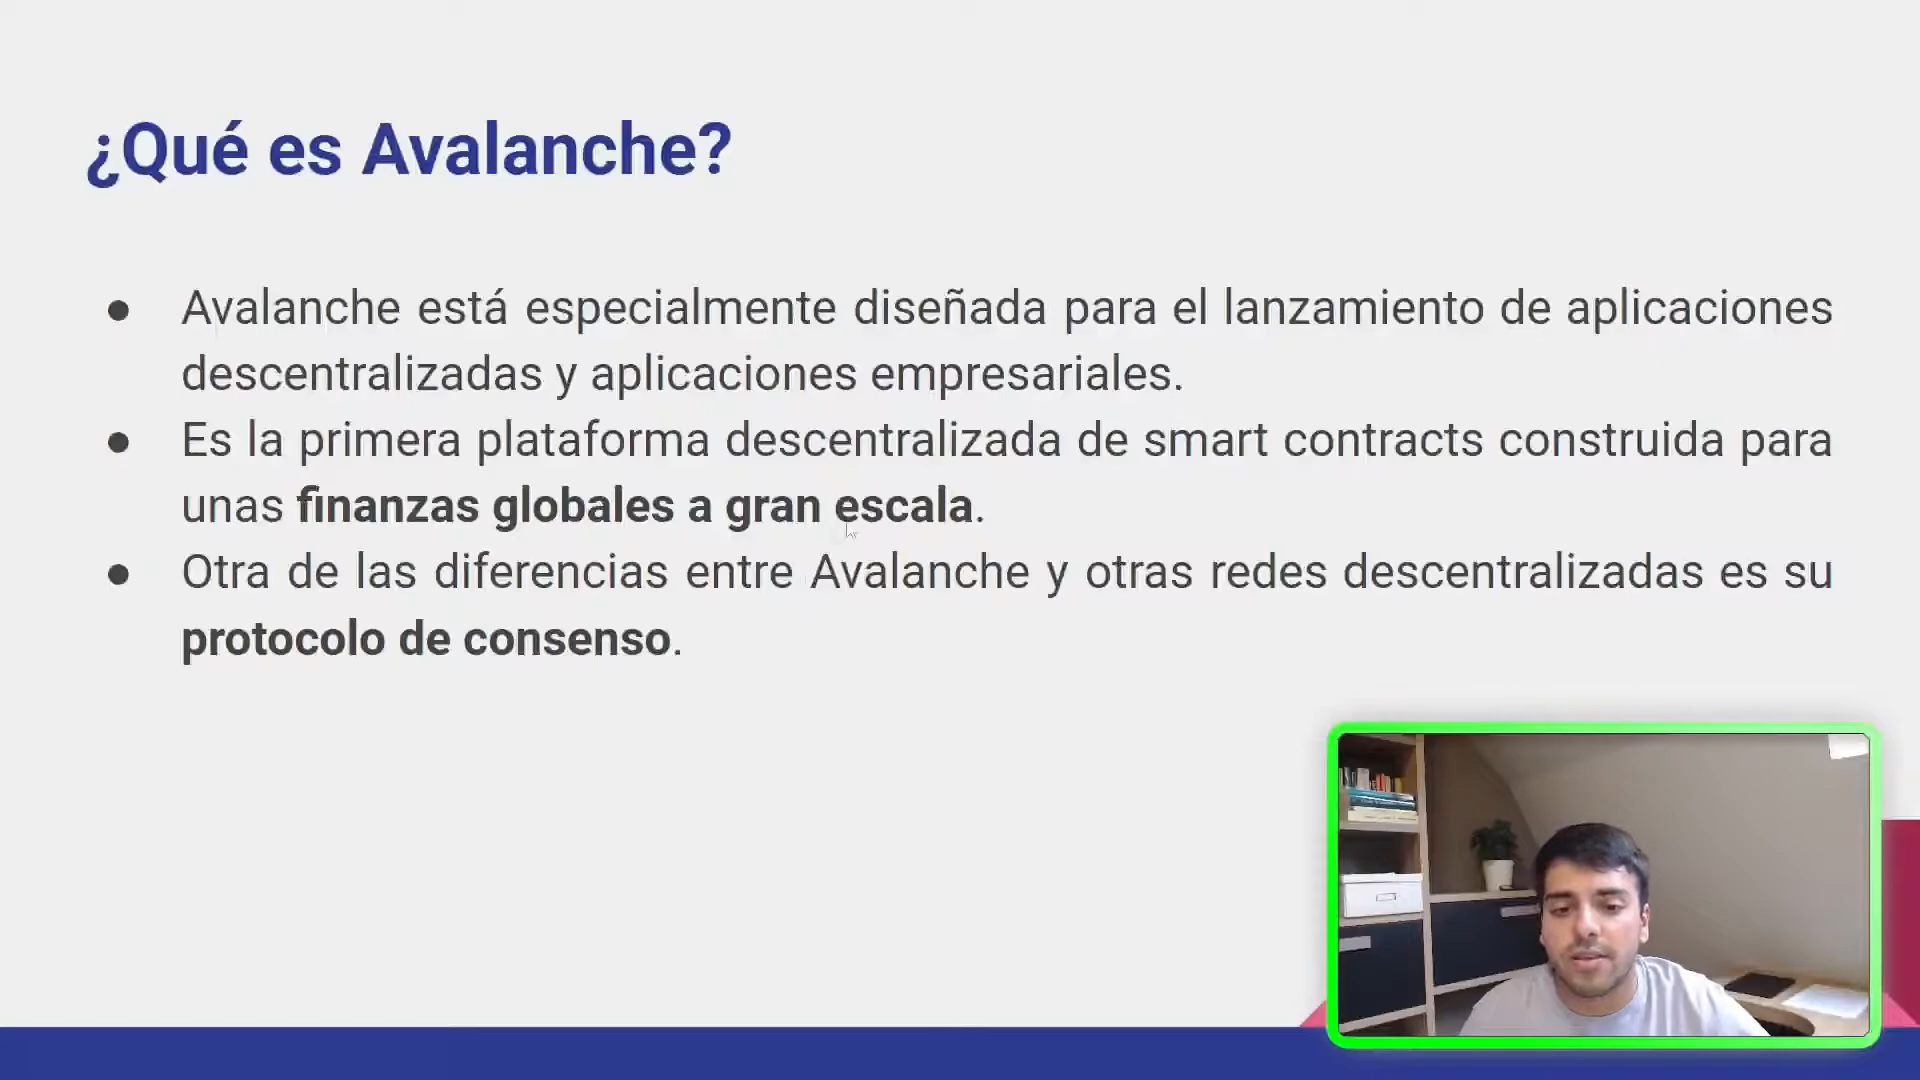 ¿Qué es Avalanche?
● Avalanche está especialmente diseñada para el lanzamiento de aplicaciones
descentralizadas y aplicaciones empresariales.
● Es la primera plataforma descentralizada de smart contracts construida para
unas finanzas globales a gran escala.
● Otra de las diferencias entre Avalanche y otras redes descentralizadas es su
protocolo de consenso.